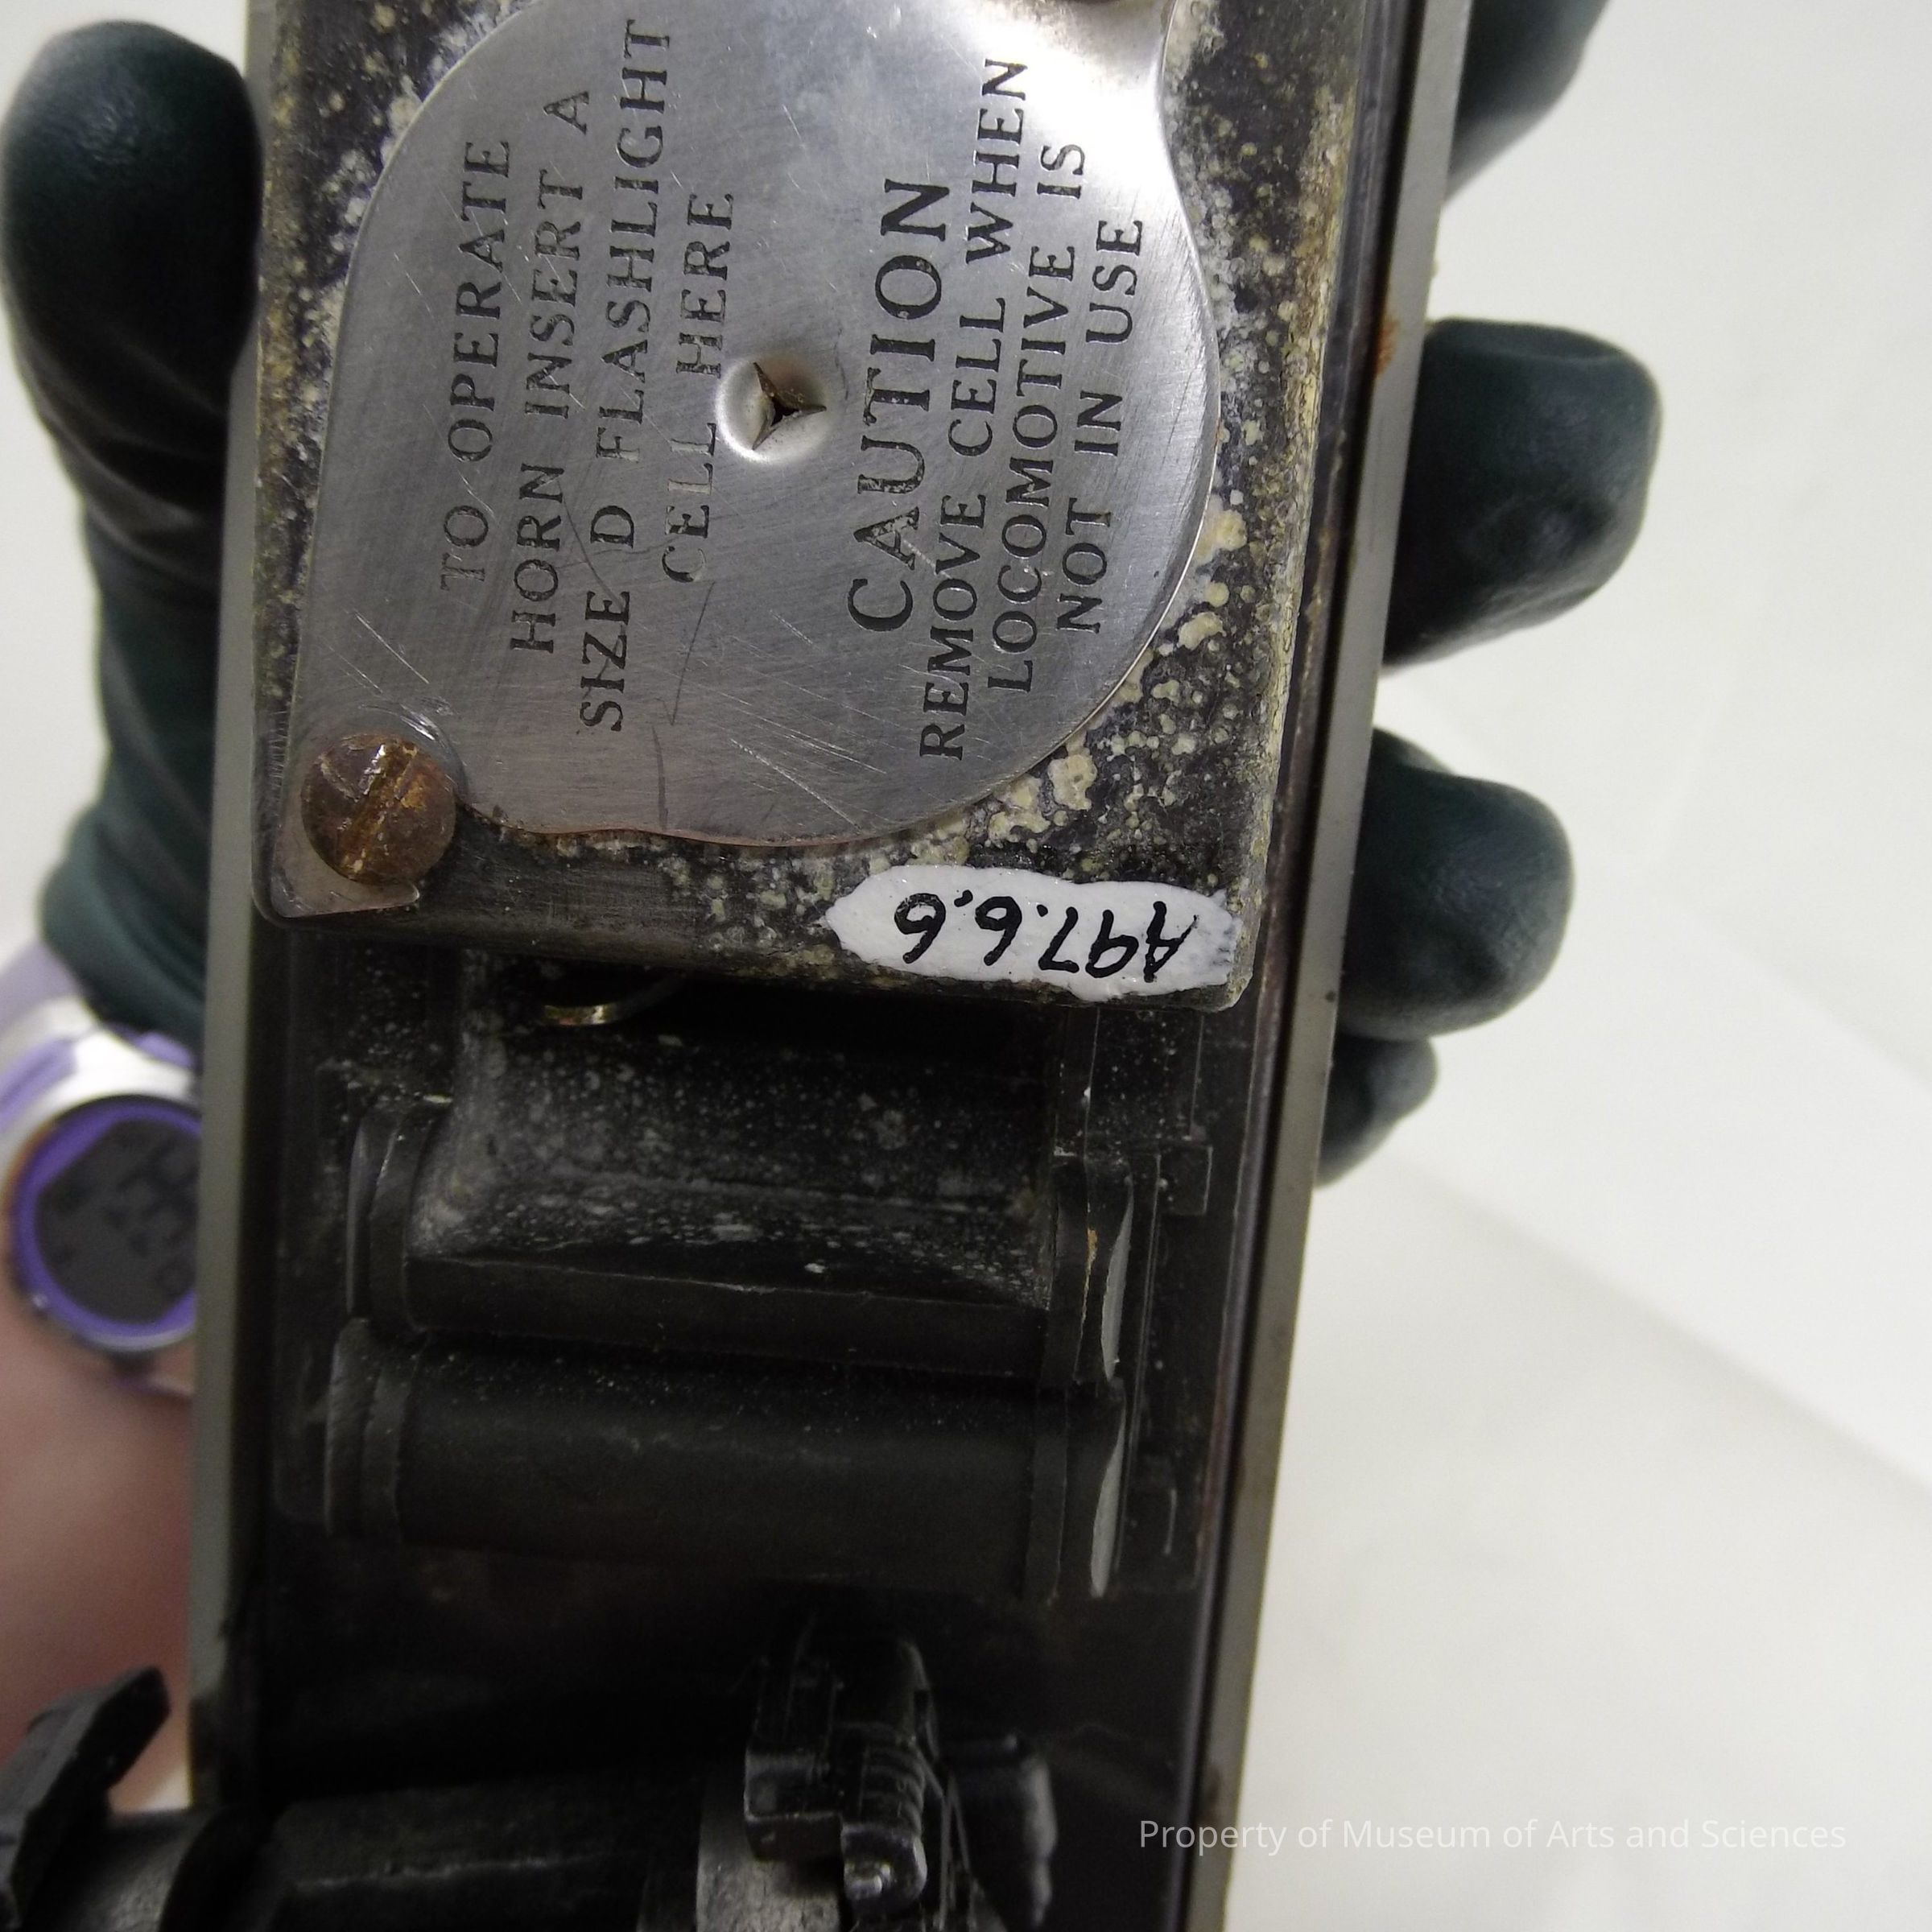 TO OPERATE
HORN INSERT A
SIZE D FLASHLIGHT
CELL HERE
CAUTION
REMOVE CELL WHEN
LOCOMOTIVE IS
NOT IN USE
A97.6.6
Property of Museum of Arts and Sciences